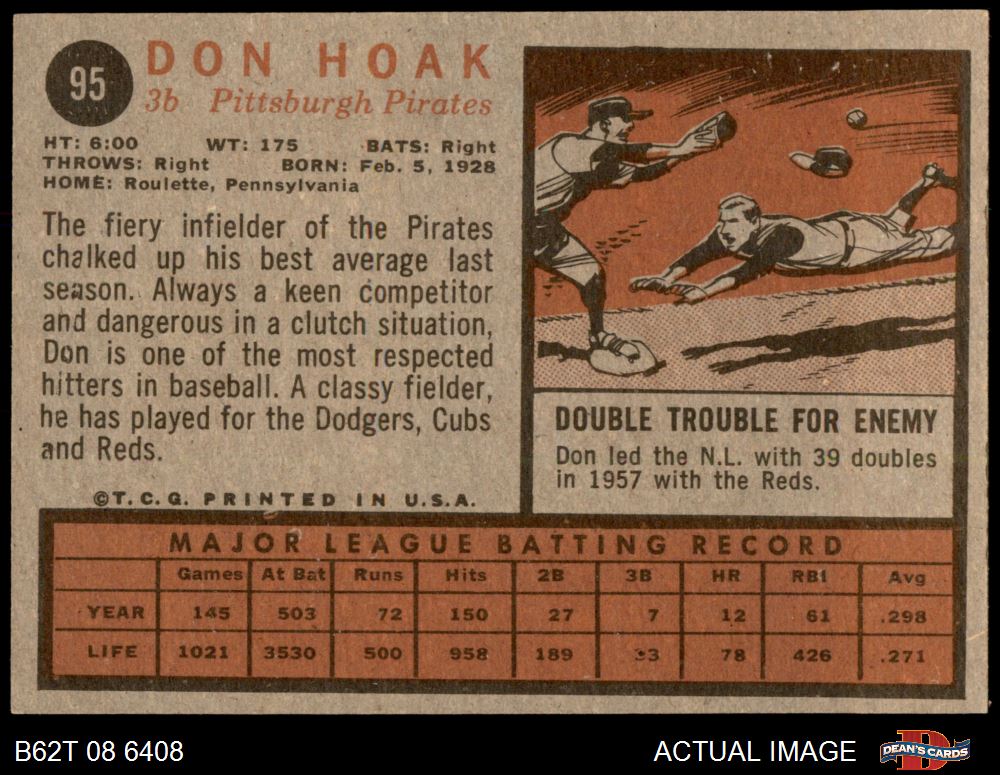 95
DON HOAK
3b Pittsburgh Pirates
HT: 6:00 WT: 175 BATS: Right
THROWS: Right BORN: Feb. 5, 1928
HOME: Roulette, Pennsylvania
The fiery infielder of the Pirates
chalked up his best average last
season. Always a keen competitor
and dangerous in a clutch situation,
Don is one of the most respected
hitters in baseball. A classy fielder,
he has played for the Dodgers, Cubs
and Reds.
©T.C.G. PRINTED IN U.S.A.
DOUBLE TROUBLE FOR ENEMY
Don led the N.L. with 39 doubles
in 1957 with the Reds.
MAJOR LEAGUE BATTING RECORD
Games At Bat Runs Hits 2B 3B HR RBI Avg
YEAR 145 503 72 150 27 7 12 61 .298
LIFE 1021 3530 500 958 189 33 78 426 .271
B62T 08 6408
ACTUAL IMAGE
DEAN'S CARDS